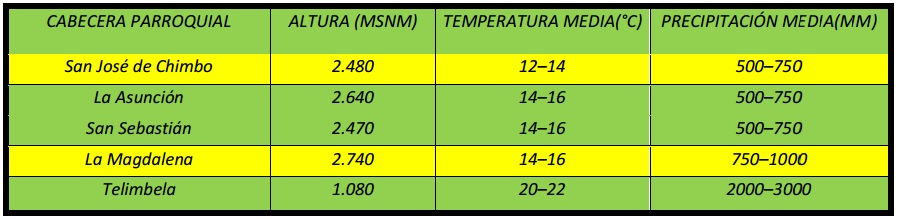 CABECERA PARROQUIAL ALTURA (MSNM) TEMPERATURA MEDIA(°C) PRECIPITACIÓN MEDIA(MM)
San José de Chimbo 2.480 12–14 500–750
La Asunción 2.640 14–16 500–750
San Sebastián 2.470 14–16 500–750
La Magdalena 2.740 14–16 750–1000
Telimbela 1.080 20–22 2000–3000